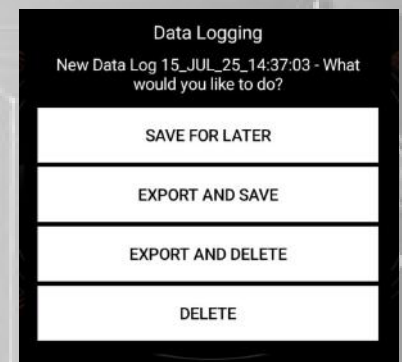 Data Logging
New Data Log 15_JUL_25_14:37:03 - What
would you like to do?
SAVE FOR LATER
EXPORT AND SAVE
EXPORT AND DELETE
DELETE